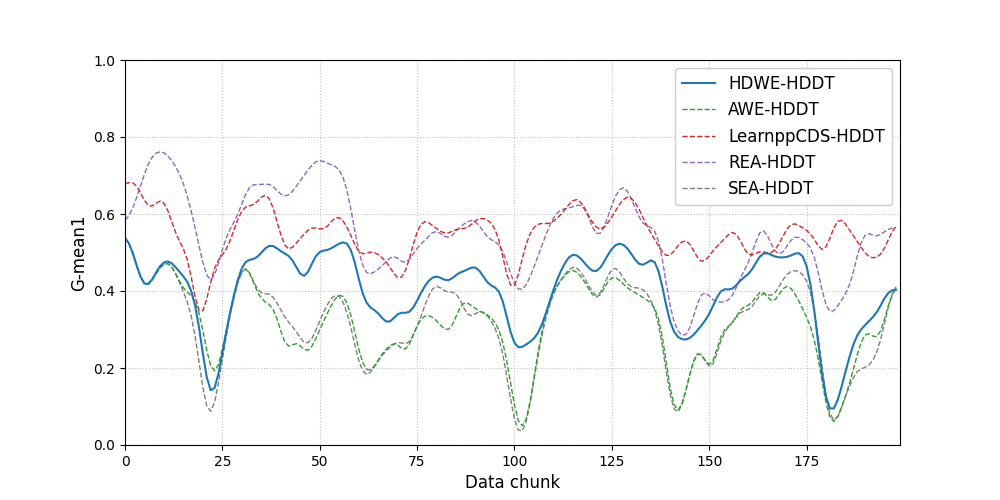 1.0
0.8
0.6
0.4
0.2
0.0
G-mean1
HDWE-HDDT
AWE-HDDT
LearnppCDS-HDDT
REA-HDDT
SEA-HDDT
0 25 50 75 100 125 150 175
Data chunk